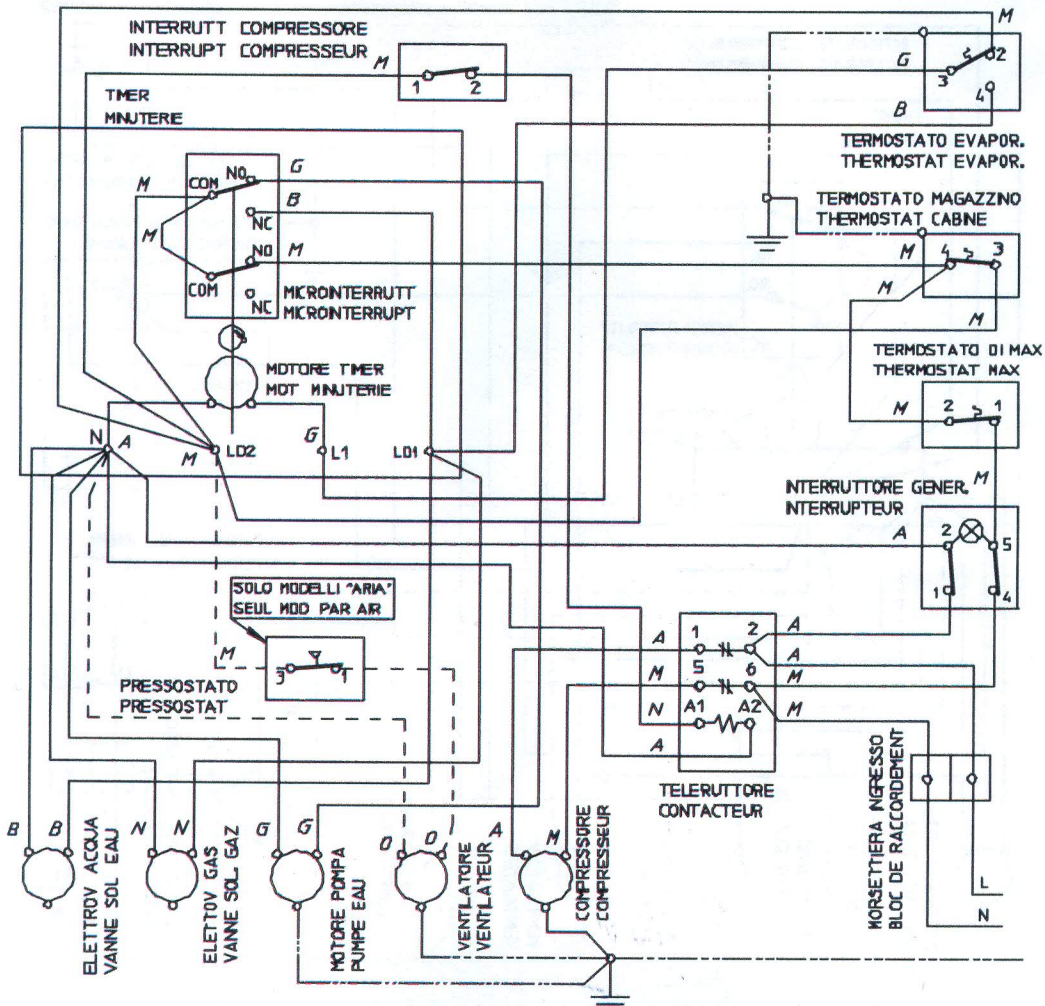 INTERRUTT COMPRESSORE
INTERRUPT COMPRESSEUR
M
1 2
M
G
3
2
4
B
TIMER
MINUTERIE
TERMOSTATO EVAPOR.
THERMOSTAT EVAPOR.
M
COM
NO
G
B
NC
M
NO
M
COM
NC
MICROINTERRUTT
MICROINTERRUPT
TERMOSTATO MAGAZZINO
THERMOSTAT CABINE
M
4
3
M
M
MOTORE TIMER
MOT MINUTERIE
TERMOSTATO DI MAX
THERMOSTAT MAX
M
2
1
N
A
M
LD2
G
L1
LD1
M
INTERRUTTORE GENER.
INTERRUPTEUR
A
2
5
1
4
SOLO MODELLI "ARIA"
SEUL MOD PAR AIR
M
3
1
PRESSOSTATO
PRESSOSTAT
A
1
2
A
A
M
5
6
M
N
A1
A2
M
A
TELERUTTORE
CONTACTEUR
MORSETTIERA INGRESSO
BLOC DE RACCORDEMENT
L
N
B B
ELETTROV ACQUA
VANNE SOL EAU
N N
ELETTOV GAS
VANNE SOL. GAZ
G G
MOTORE POMPA
PUMPE EAU
O O
VENTILATORE
VENTILATEUR
A M
COMPRESSORE
COMPRESSEUR